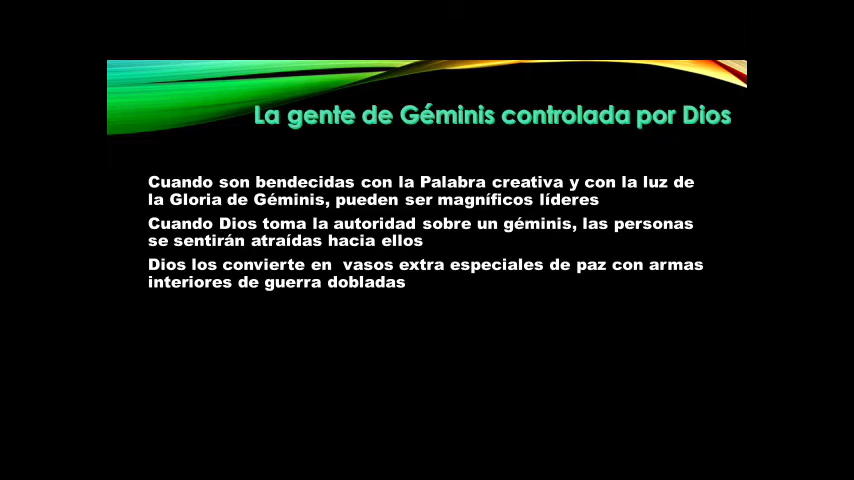 La gente de Géminis controlada por Dios
Cuando son bendecidas con la Palabra creativa y con la luz de
la Gloria de Géminis, pueden ser magníficos líderes
Cuando Dios toma la autoridad sobre un géminis, las personas
se sentirán atraídas hacia ellos
Dios los convierte en  vasos extra especiales de paz con armas
interiores de guerra dobladas